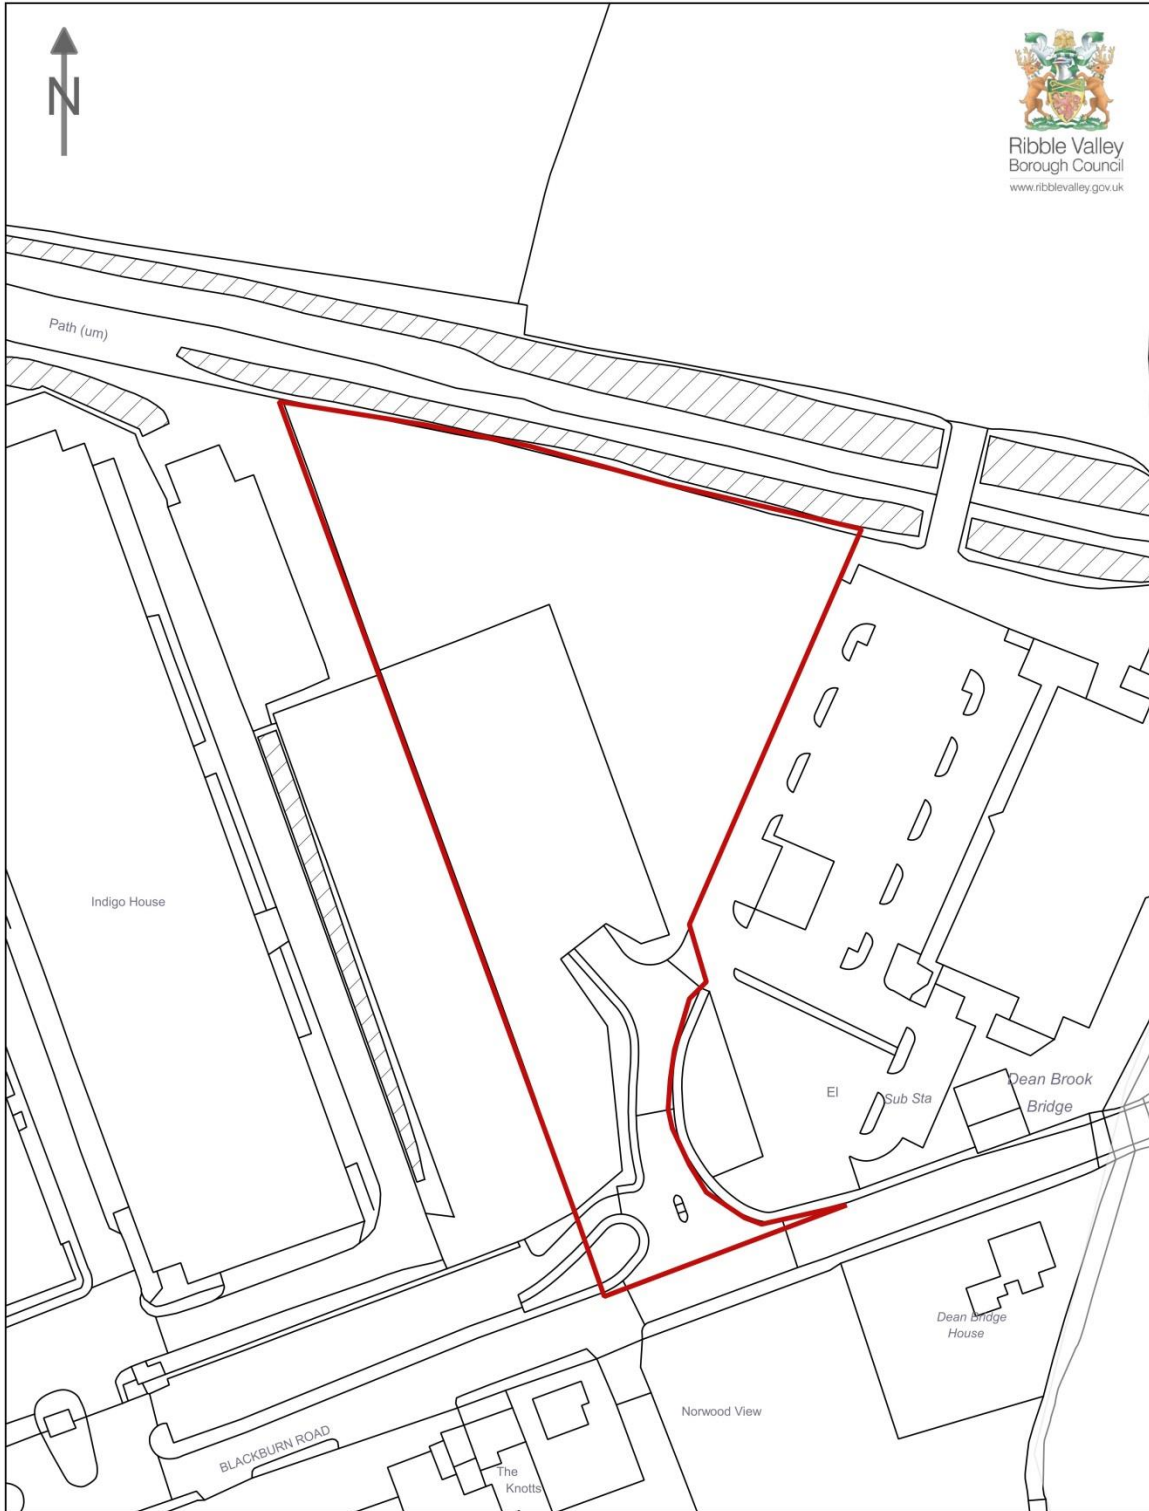 N
Ribble Valley
Borough Council
www.ribblevalley.gov.uk
Path (um)
Indigo House
El
Sub Sta
Dean Brook
Bridge
Dean Bridge
House
Norwood View
BLACKBURN ROAD
The
Knotts